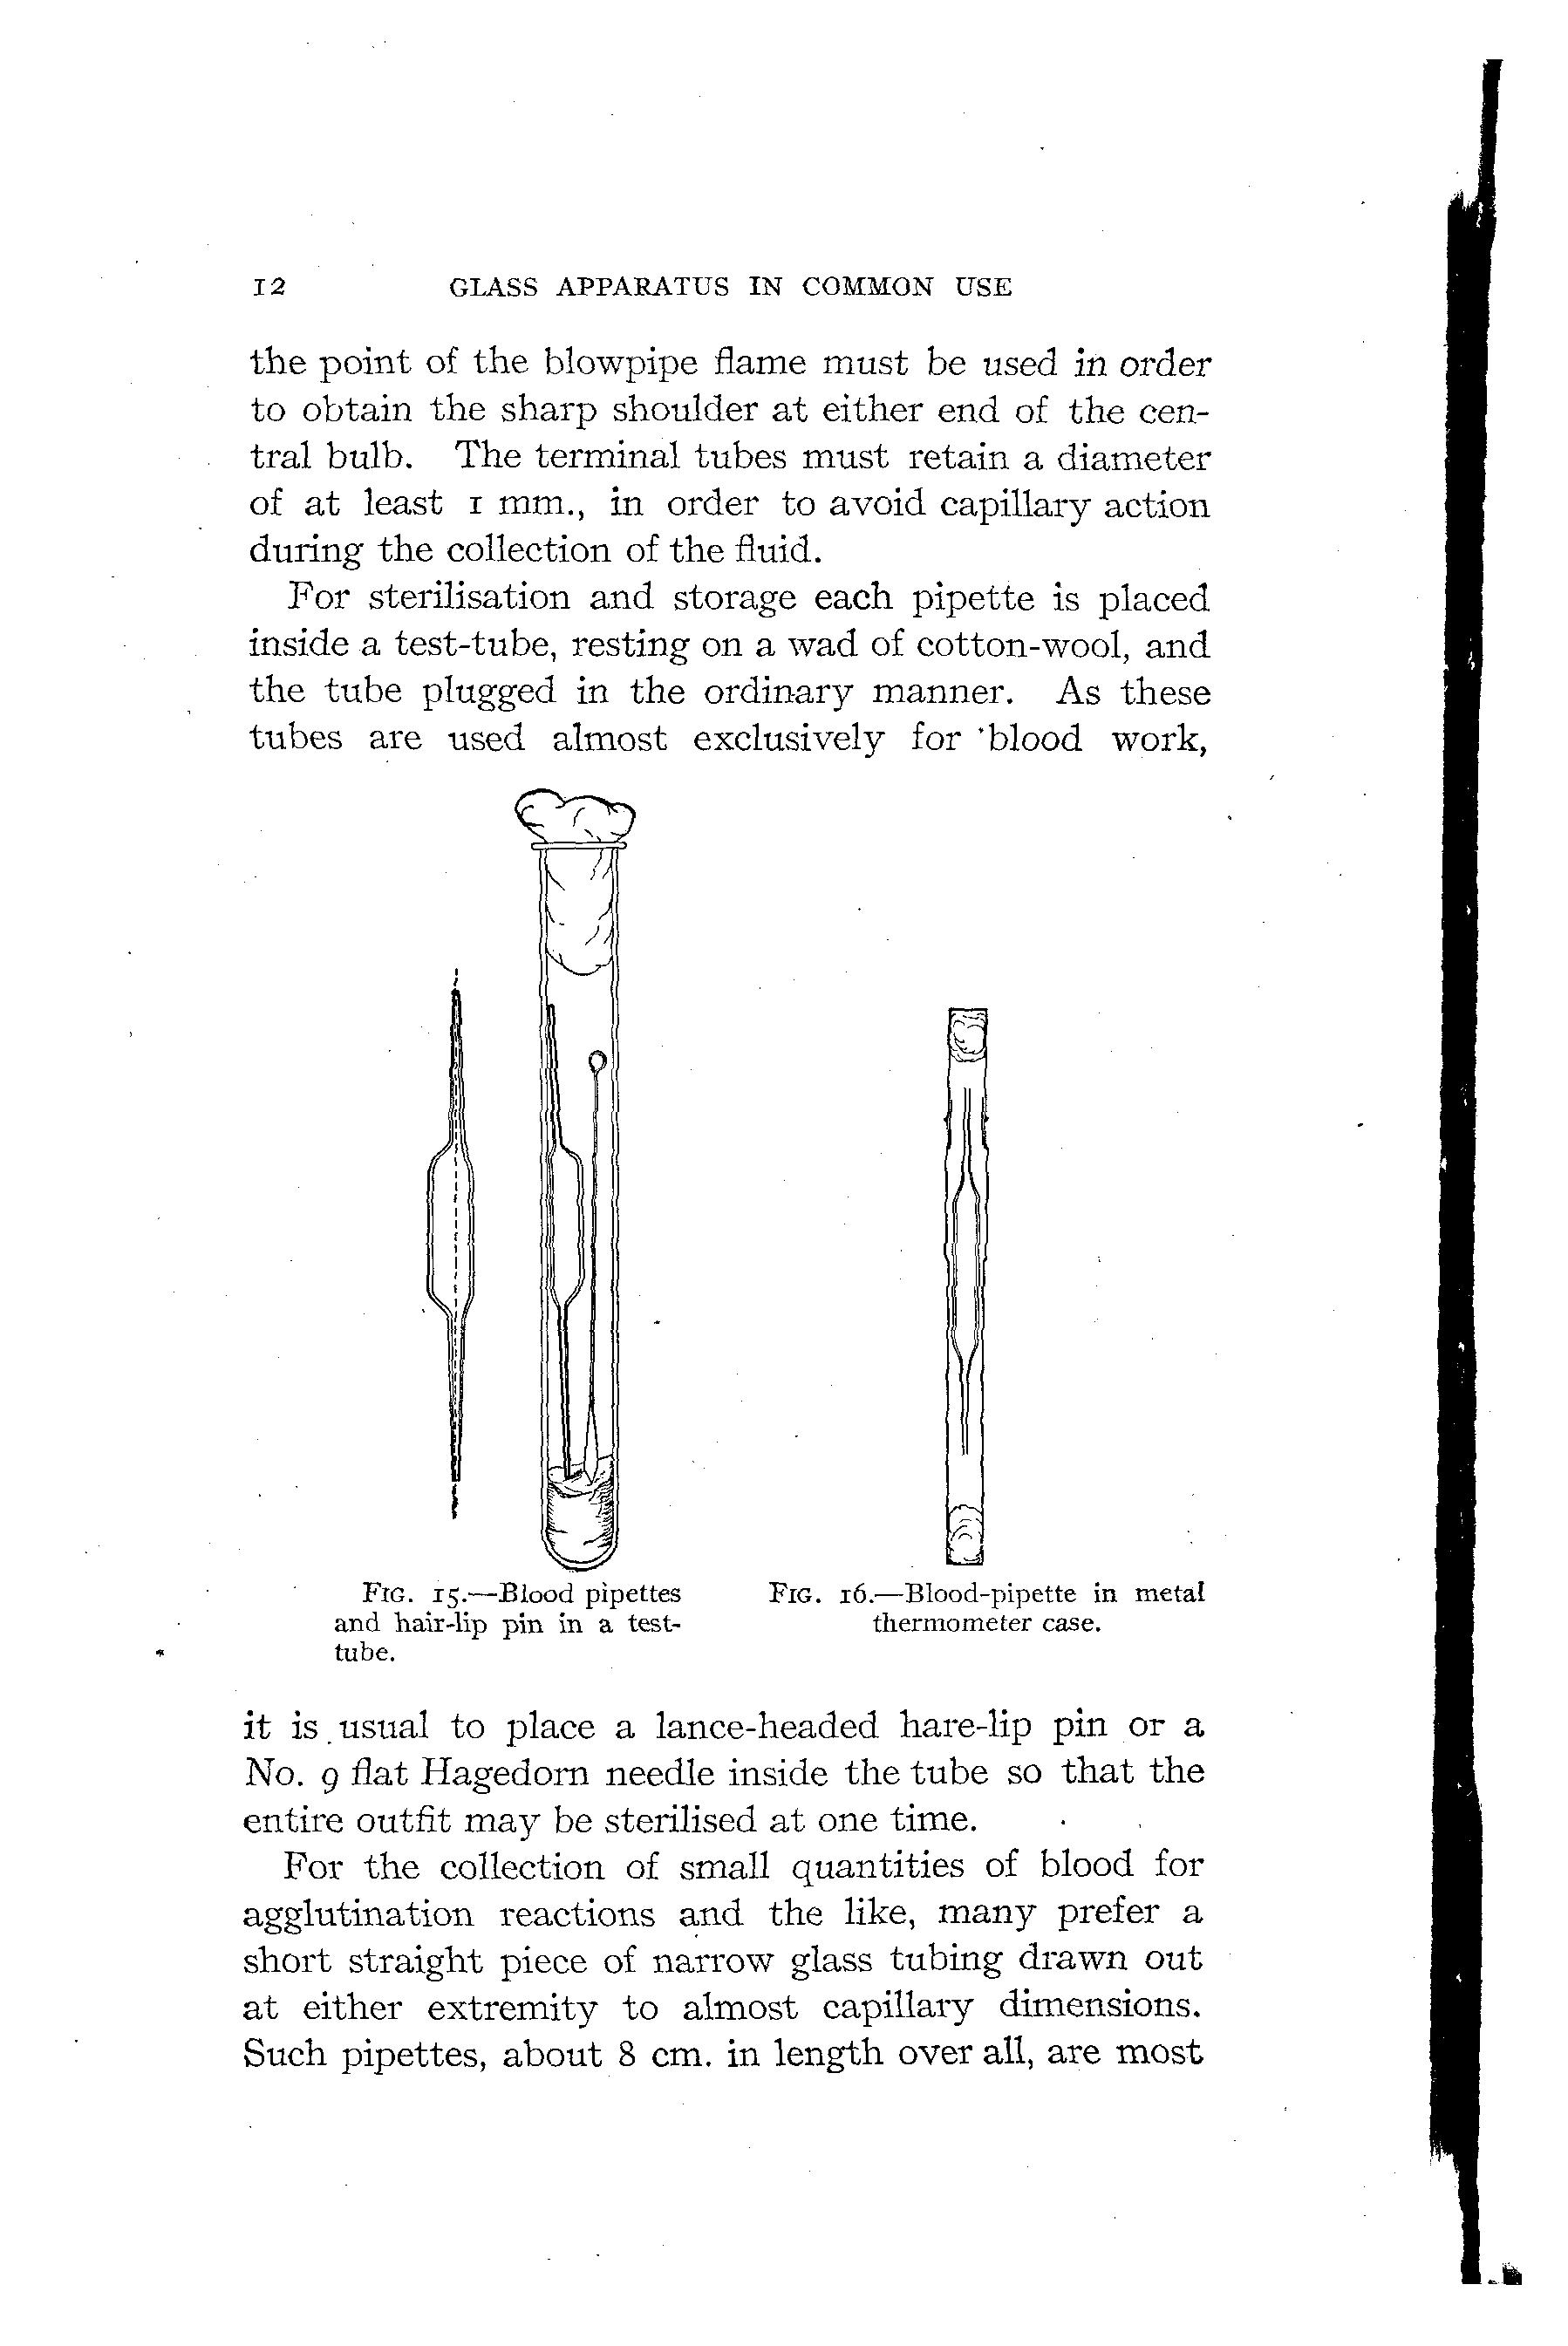 12 GLASS APPARATUS IN COMMON USE
the point of the blowpipe flame must be used in order
to obtain the sharp shoulder at either end of the cen-
tral bulb. The terminal tubes must retain a diameter
of at least 1 mm., in order to avoid capillary action
during the collection of the fluid.
For sterilisation and storage each pipette is placed
inside a test-tube, resting on a wad of cotton-wool, and
the tube plugged in the ordinary manner. As these
tubes are used almost exclusively for blood work,
FIG. 15.—Blood pipettes
and hair-lip pin in a test-
tube.
FIG. 16.—Blood-pipette in metal
thermometer case.
it is usual to place a lance-headed hare-lip pin or a
No. 9 flat Hagedorn needle inside the tube so that the
entire outfit may be sterilised at one time.
For the collection of small quantities of blood for
agglutination reactions and the like, many prefer a
short straight piece of narrow glass tubing drawn out
at either extremity to almost capillary dimensions.
Such pipettes, about 8 cm. in length over all, are most